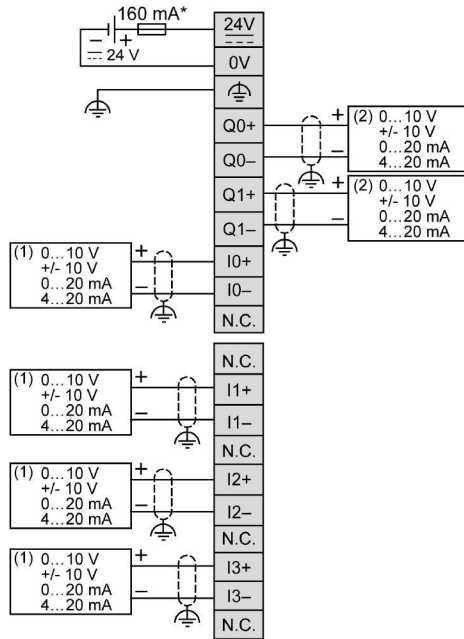 160 mA*
− + 24 V
24V
0V
Q0+
Q0–
Q1+
Q1–
I0+
I0–
N.C.
+ (2) 0...10 V
+/- 10 V
− 0...20 mA
4...20 mA
+ (2) 0...10 V
+/- 10 V
− 0...20 mA
4...20 mA
(1) 0...10 V +
+/- 10 V
0...20 mA −
4...20 mA
N.C.
I1+
I1–
N.C.
I2+
I2–
N.C.
I3+
I3–
N.C.
(1) 0...10 V +
+/- 10 V
0...20 mA −
4...20 mA
(1) 0...10 V +
+/- 10 V
0...20 mA −
4...20 mA
(1) 0...10 V +
+/- 10 V
0...20 mA −
4...20 mA